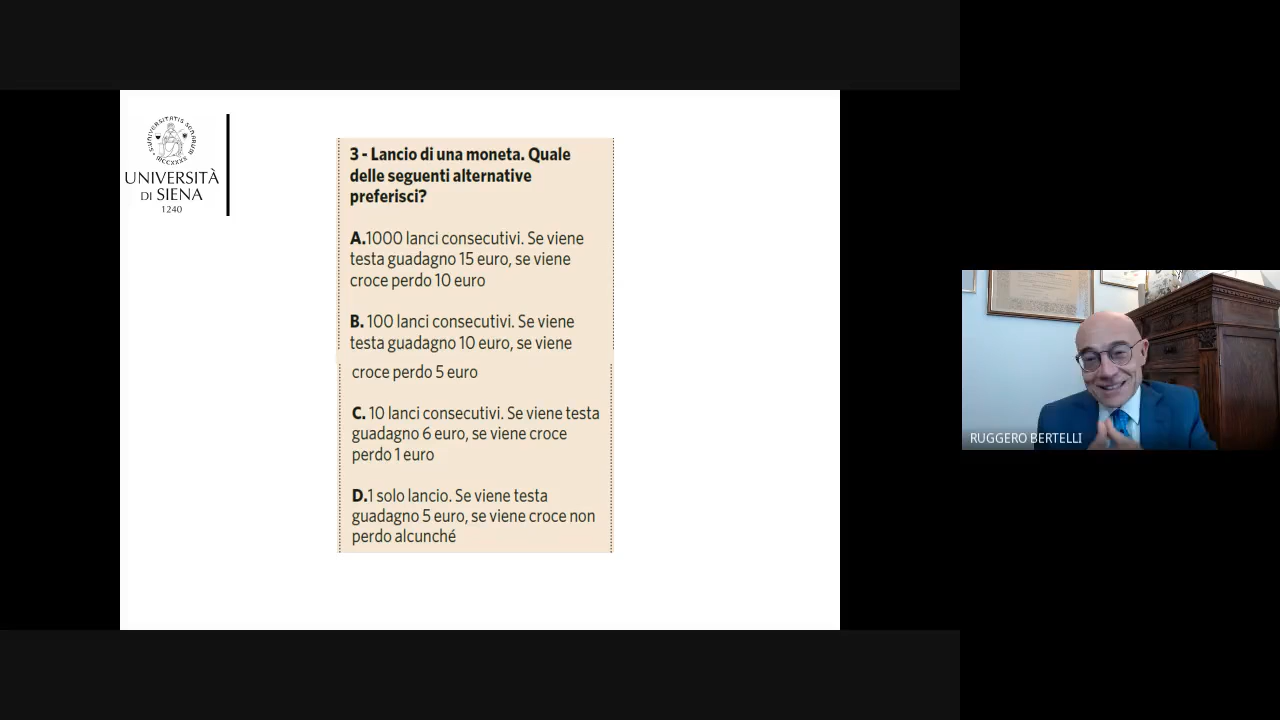 UNIVERSITÀ
DI SIENA
1240
3 - Lancio di una moneta. Quale
delle seguenti alternative
preferisci?
A.1000 lanci consecutivi. Se viene
testa guadagno 15 euro, se viene
croce perdo 10 euro
B. 100 lanci consecutivi. Se viene
testa guadagno 10 euro, se viene
croce perdo 5 euro
C. 10 lanci consecutivi. Se viene testa
guadagno 6 euro, se viene croce
perdo 1 euro
D.1 solo lancio. Se viene testa
guadagno 5 euro, se viene croce non
perdo alcunché
RUGGERO BERTELLI